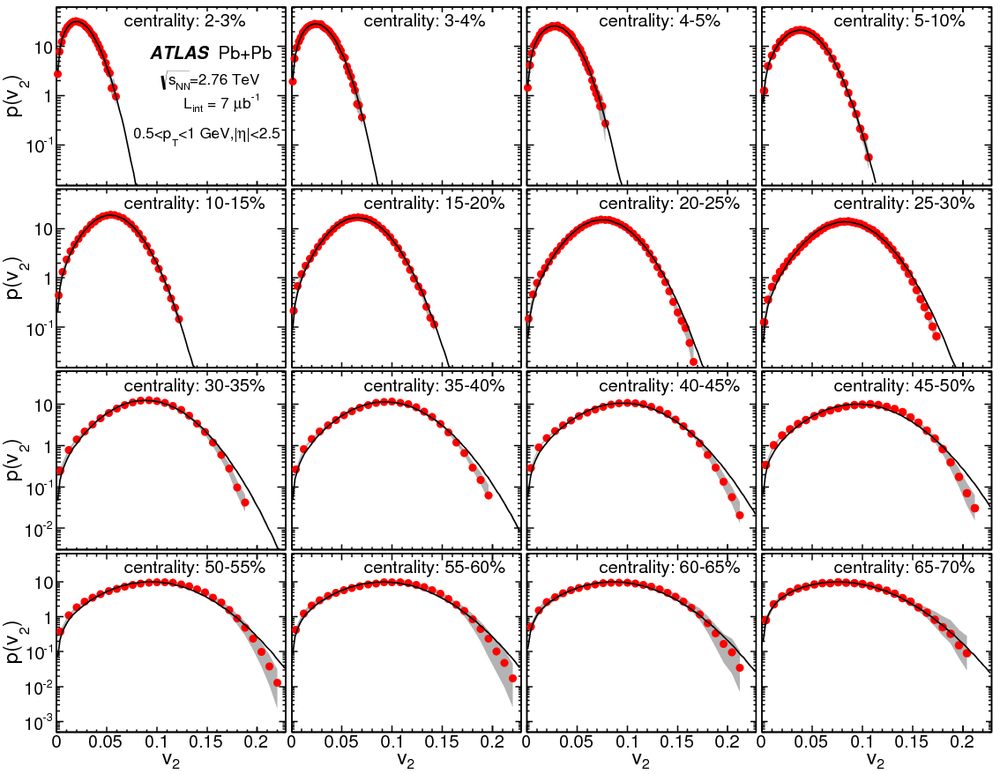 centrality: 2-3%
centrality: 3-4%
centrality: 4-5%
centrality: 5-10%
ATLAS Pb+Pb
√sNN=2.76 TeV
Lint = 7 μb-1
0.5<pT<1 GeV,|η|<2.5
p(v2)
10
1
10-1
centrality: 10-15%
centrality: 15-20%
centrality: 20-25%
centrality: 25-30%
p(v2)
10
1
10-1
centrality: 30-35%
centrality: 35-40%
centrality: 40-45%
centrality: 45-50%
p(v2)
10
1
10-1
10-2
centrality: 50-55%
centrality: 55-60%
centrality: 60-65%
centrality: 65-70%
p(v2)
10
1
10-1
10-2
10-3
0 0.05 0.1 0.15 0.2 0 0.05 0.1 0.15 0.2 0 0.05 0.1 0.15 0.2 0 0.05 0.1 0.15 0.2
v2 v2 v2 v2